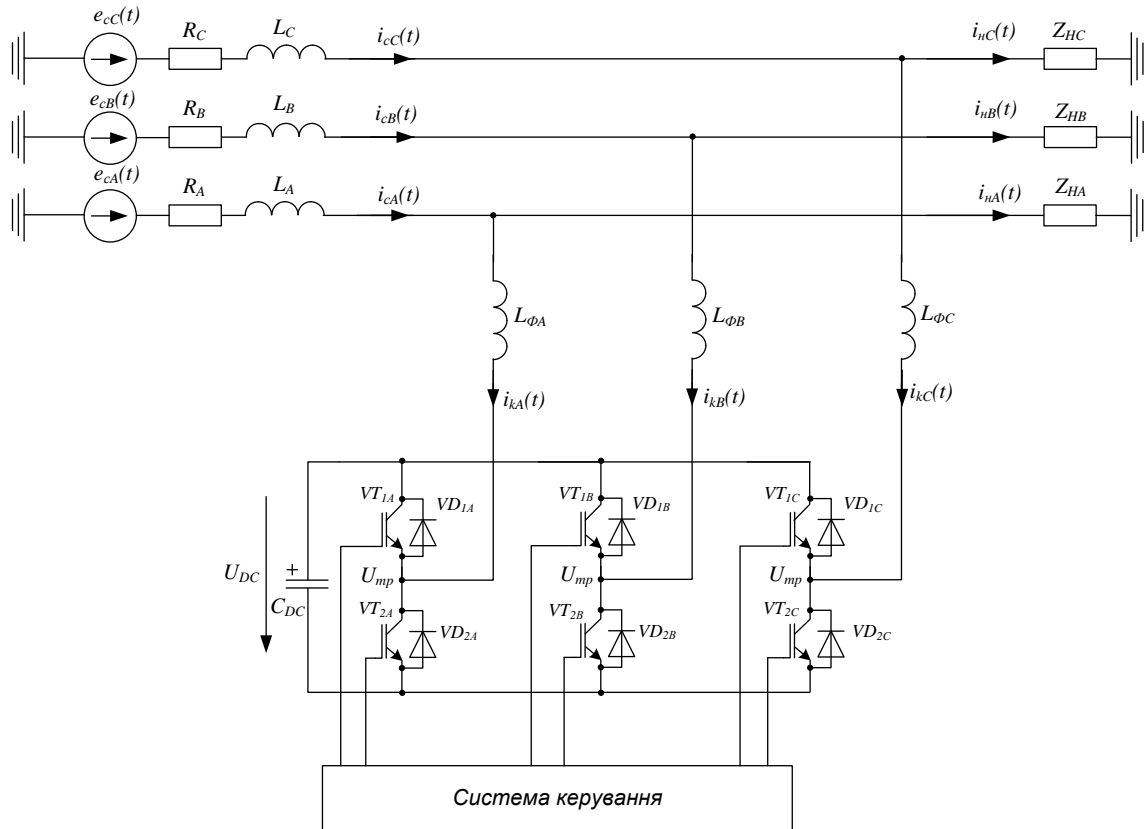 e_cC(t)
R_C
L_C
i_cC(t)
i_нC(t)
Z_HC
e_cB(t)
R_B
L_B
i_cB(t)
i_нB(t)
Z_HB
e_cA(t)
R_A
L_A
i_cA(t)
i_нA(t)
Z_HA
L_ФA
L_ФB
L_ФC
i_kA(t)
i_kB(t)
i_kC(t)
VT_1A
VD_1A
VT_1B
VD_1B
VT_1C
VD_1C
U_DC
+
C_DC
U_mp
U_mp
U_mp
VT_2A
VD_2A
VT_2B
VD_2B
VT_2C
VD_2C
Система керування